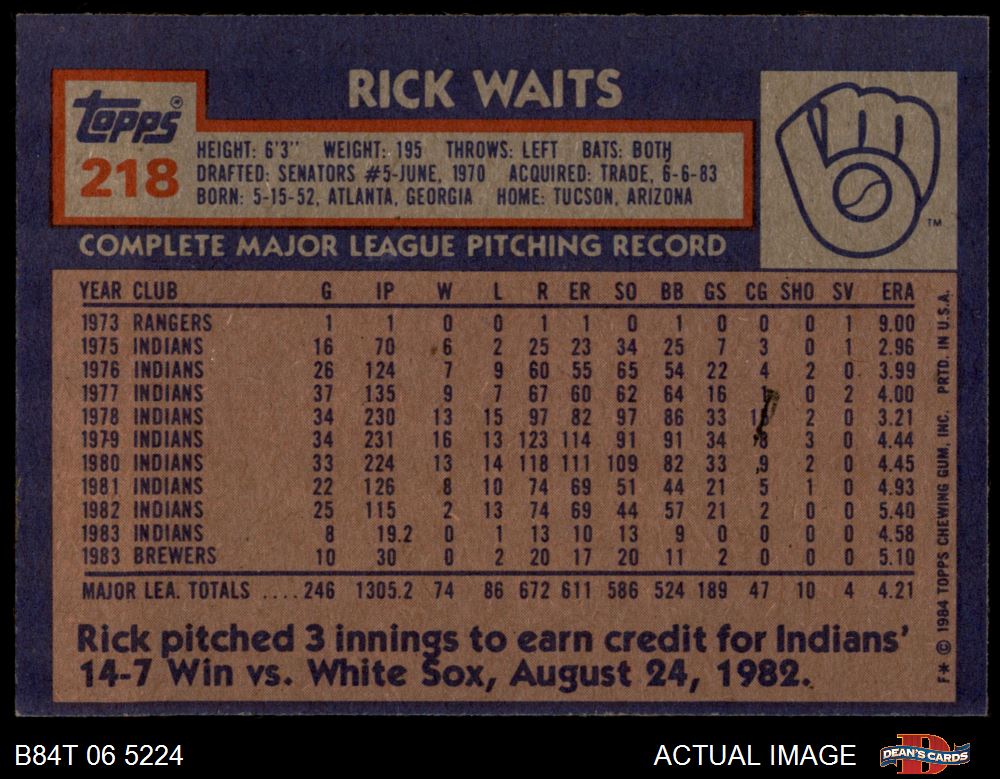 RICK WAITS
Topps®
218
HEIGHT: 6'3" WEIGHT: 195 THROWS: LEFT BATS: BOTH
DRAFTED: SENATORS #5-JUNE, 1970 ACQUIRED: TRADE, 6-6-83
BORN: 5-15-52, ATLANTA, GEORGIA HOME: TUCSON, ARIZONA
TM
COMPLETE MAJOR LEAGUE PITCHING RECORD
YEAR CLUB G IP W L R ER SO BB GS CG SHO SV ERA
1973 RANGERS 1 1 0 0 1 1 0 1 0 0 0 1 9.00
1975 INDIANS 16 70 6 2 25 23 34 25 7 3 0 1 2.96
1976 INDIANS 26 124 7 9 60 55 65 54 22 4 2 0 3.99
1977 INDIANS 37 135 9 7 67 60 62 64 16 1 0 2 4.00
1978 INDIANS 34 230 13 15 97 82 97 86 33 2 0 3.21
1979 INDIANS 34 231 16 13 123 114 91 91 34 8 3 0 4.44
1980 INDIANS 33 224 13 14 118 111 109 82 33 9 2 0 4.45
1981 INDIANS 22 126 8 10 74 69 51 44 21 5 1 0 4.93
1982 INDIANS 25 115 2 13 74 69 44 57 21 2 0 0 5.40
1983 INDIANS 8 19.2 0 1 13 10 13 9 0 0 0 0 4.58
1983 BREWERS 10 30 0 2 20 17 20 11 2 0 0 0 5.10
MAJOR LEA. TOTALS ....246 1305.2 74 86 672 611 586 524 189 47 10 4 4.21
Rick pitched 3 innings to earn credit for Indians'
14-7 Win vs. White Sox, August 24, 1982.
F* © 1984 TOPPS CHEWING GUM, INC. PRTD. IN U.S.A.
B84T 06 5224
ACTUAL IMAGE
DEAN'S CARDS